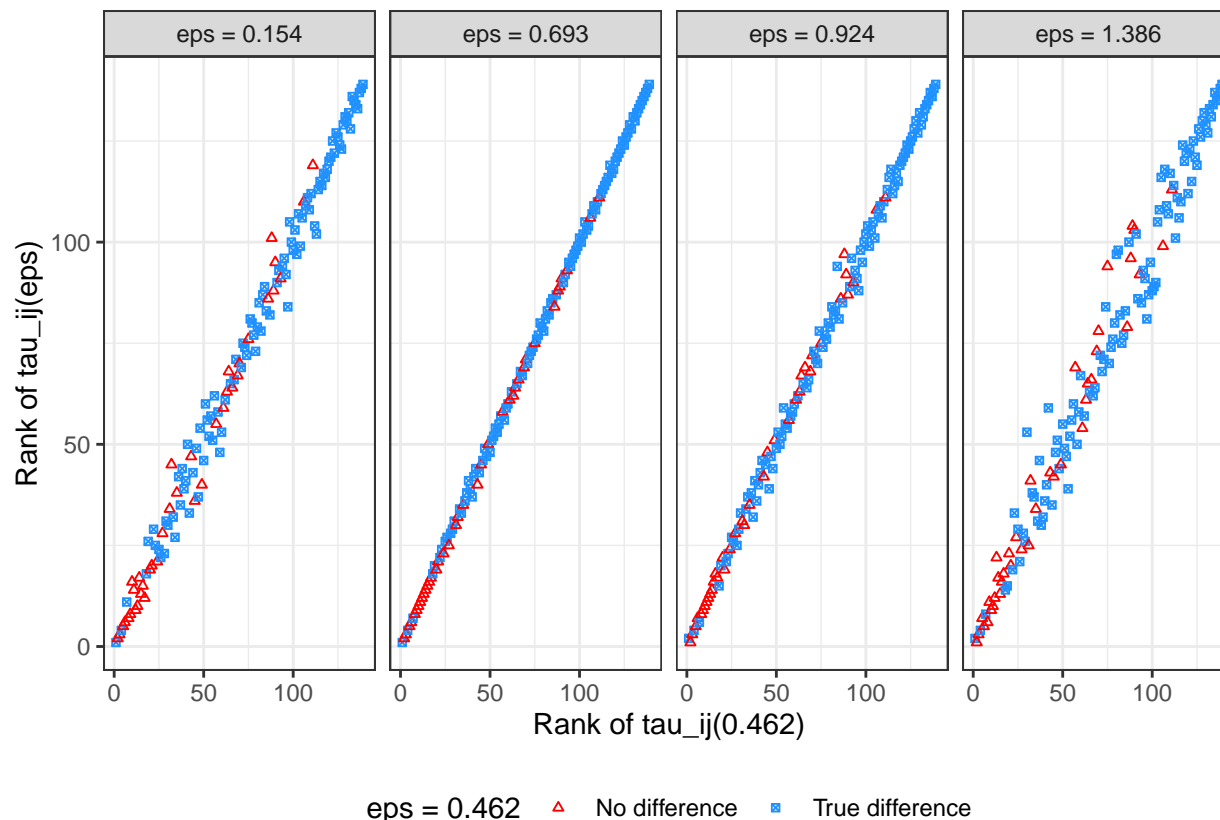 eps = 0.154
eps = 0.693
eps = 0.924
eps = 1.386
Rank of tau_ij(eps)
100
50
0
0 50 100
0 50 100
0 50 100
0 50 100
Rank of tau_ij(0.462)
eps = 0.462 No difference True difference